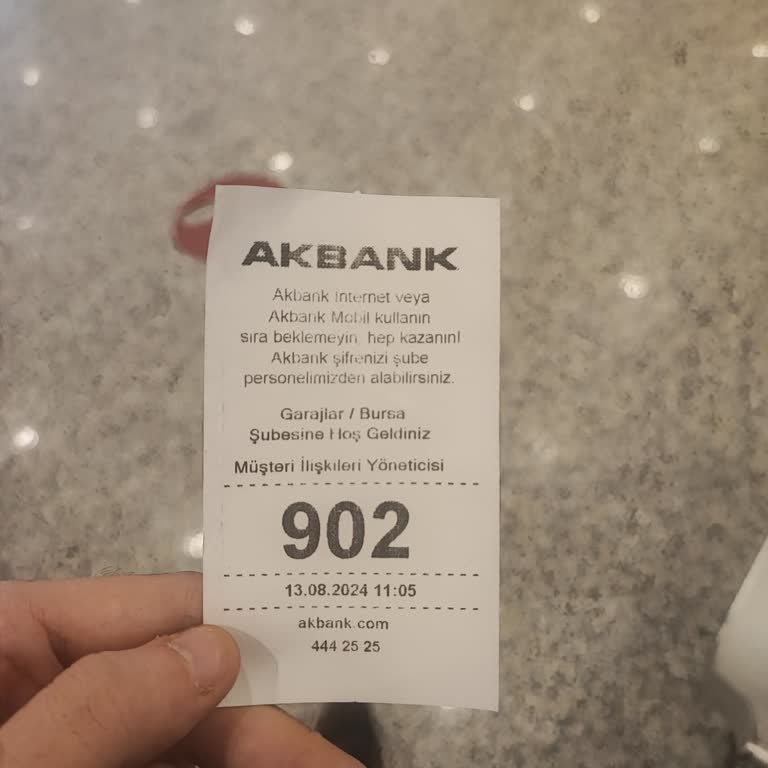 AKBANK
Akbank İnternet veya
Akbank Mobil kullanın
sıra beklemeyin, hep kazanın!
Akbank şifrenizi şube
personelimizden alabilirsiniz.
Garajlar / Bursa
Şubesine Hoş Geldiniz
Müşteri İlişkileri Yöneticisi
902
13.08.2024 11:05
akbank.com
444 25 25